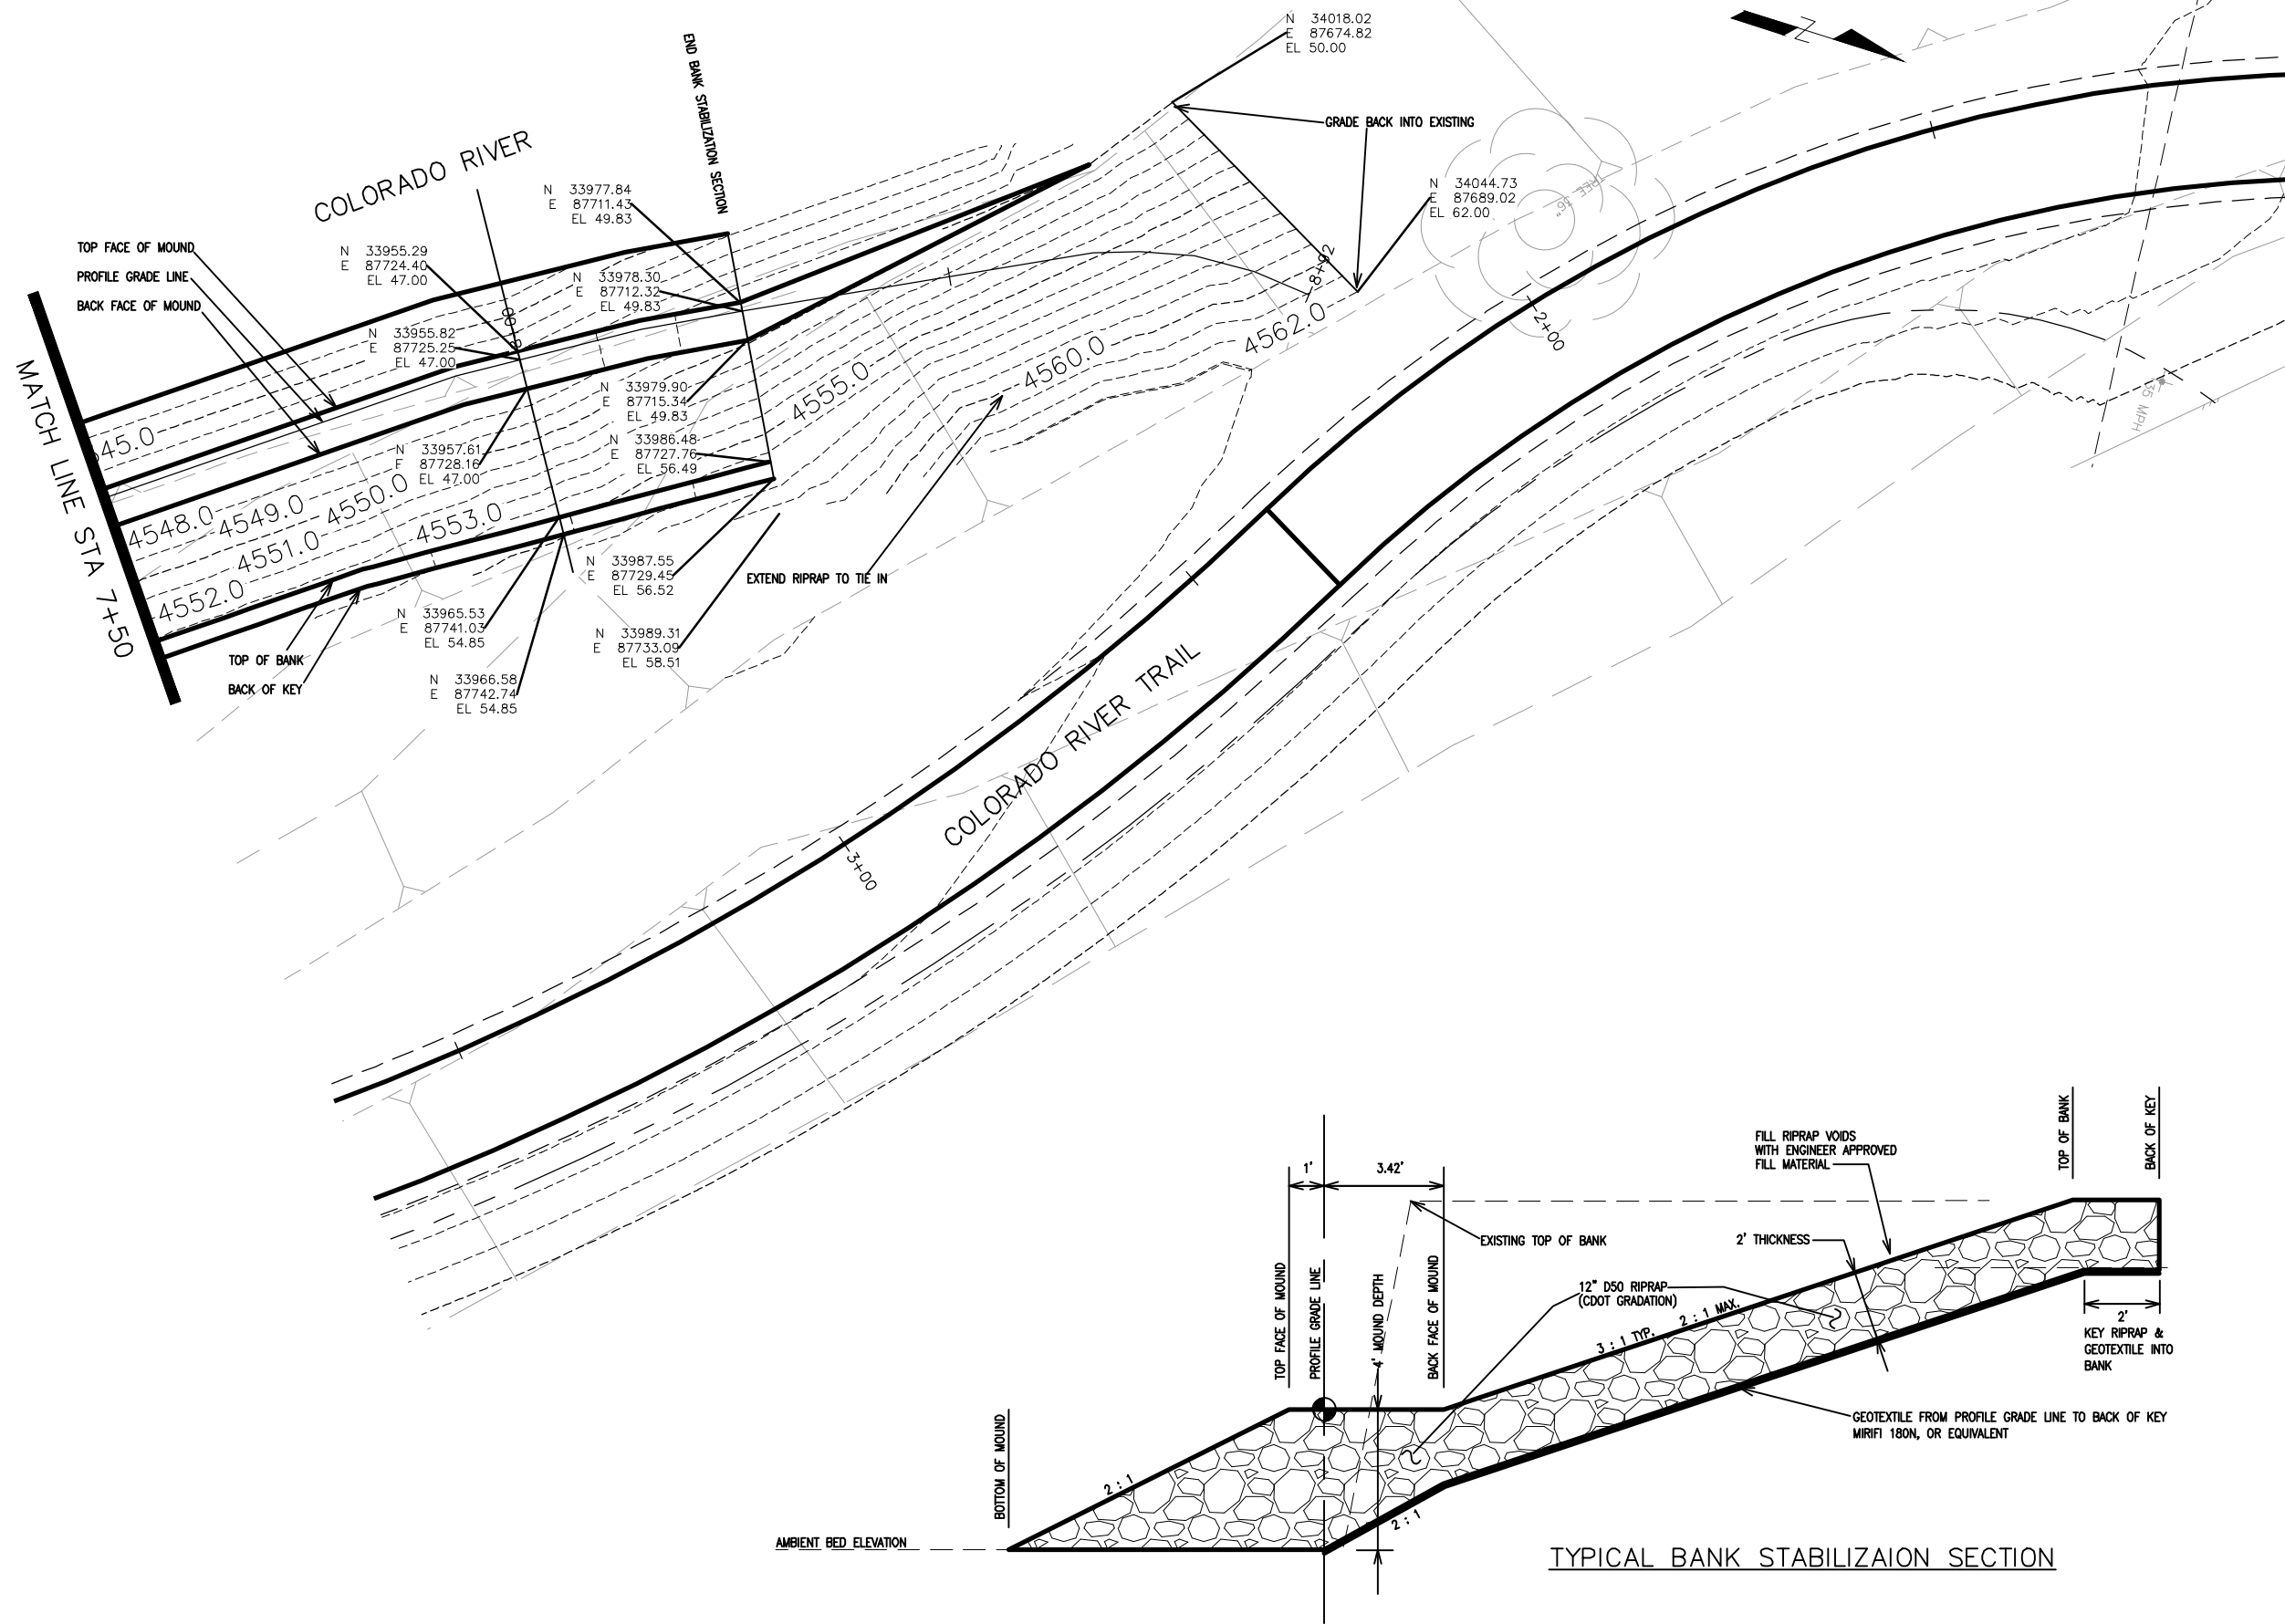 N 34018.02
E 87674.82
EL 50.00
END BANK STABILIZATION SECTION
COLORADO RIVER
GRADE BACK INTO EXISTING
N 33977.84
E 87711.43
EL 49.83
N 34044.73
E 87689.02
EL 62.00
TREE 36"
TOP FACE OF MOUND
PROFILE GRADE LINE
BACK FACE OF MOUND
N 33955.29
E 87724.40
EL 47.00
N 33978.30
E 87712.32
EL 49.83
8+92
N 33955.82
E 87725.25
EL 47.00
2+00
4562.0
4560.0
4555.0
35 MPH
MATCH LINE STA 7+50
N 33979.90
E 87715.34
EL 49.83
N 33986.48
E 87727.76
EL 56.49
45.0
N 33957.61
E 87728.16
EL 47.00
4548.0
4549.0
4550.0
4551.0
4552.0
4553.0
N 33987.55
E 87729.45
EL 56.52
EXTEND RIPRAP TO TIE IN
N 33965.53
E 87741.03
EL 54.85
N 33989.31
E 87733.09
EL 58.51
TOP OF BANK
BACK OF KEY
N 33966.58
E 87742.74
EL 54.85
COLORADO RIVER TRAIL
3+00
TOP OF BANK
BACK OF KEY
FILL RIPRAP VOIDS
WITH ENGINEER APPROVED
FILL MATERIAL
1'
3.42'
EXISTING TOP OF BANK
2' THICKNESS
12" D50 RIPRAP
(CDOT GRADATION)
TOP FACE OF MOUND
PROFILE GRADE LINE
4' MOUND DEPTH
BACK FACE OF MOUND
3 : 1 TYP.
2 : 1 MAX.
2'
KEY RIPRAP &
GEOTEXTILE INTO
BANK
GEOTEXTILE FROM PROFILE GRADE LINE TO BACK OF KEY
MIRIFI 180N, OR EQUIVALENT
BOTTOM OF MOUND
2 : 1
2 : 1
AMBIENT BED ELEVATION
TYPICAL BANK STABILIZAION SECTION